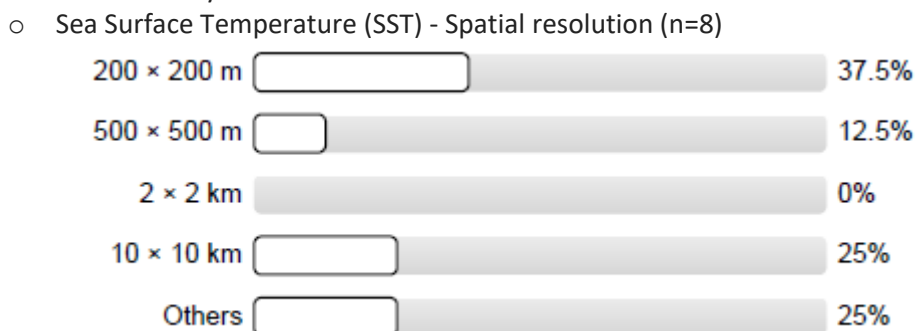 o Sea Surface Temperature (SST) - Spatial resolution (n=8)
200 × 200 m 37.5%
500 × 500 m 12.5%
2 × 2 km 0%
10 × 10 km 25%
Others 25%